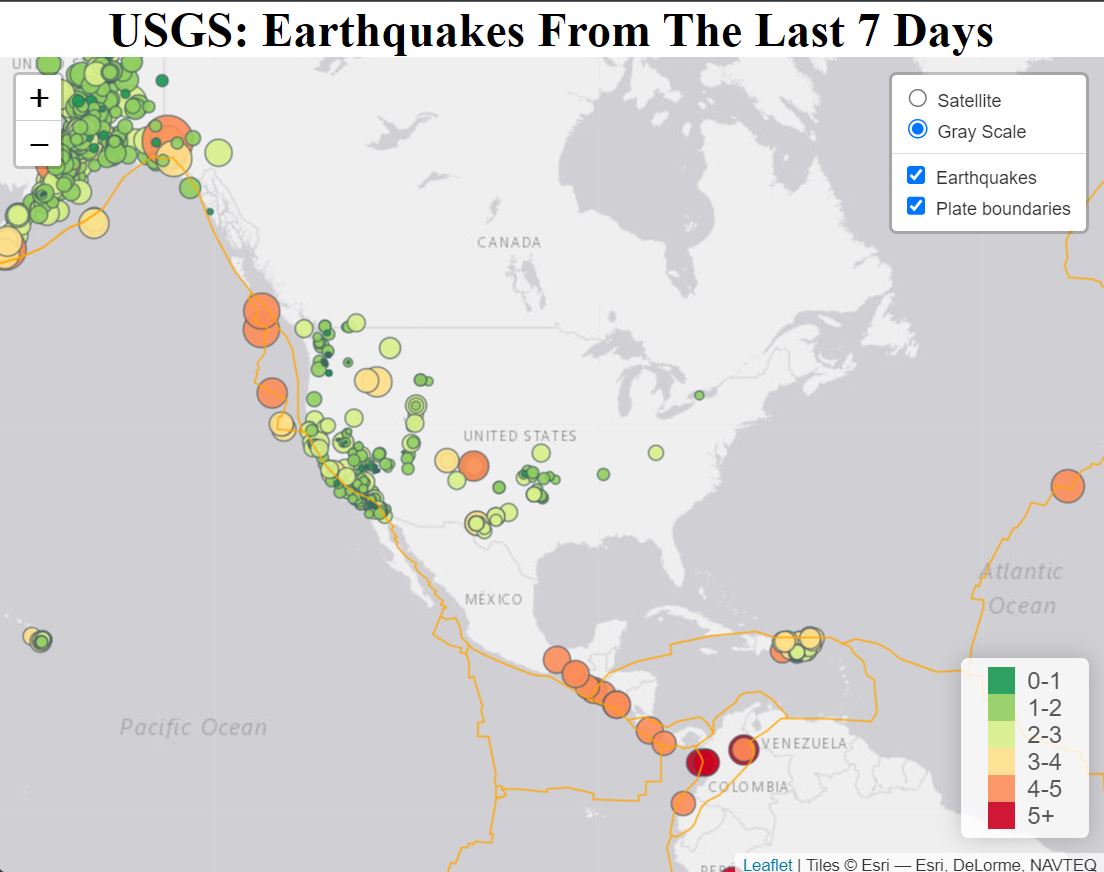 USGS: Earthquakes From The Last 7 Days
+
−
Satellite
Gray Scale
Earthquakes
Plate boundaries
CANADA
UNITED STATES
MÉXICO
Atlantic
Ocean
Pacific Ocean
VENEZUELA
COLOMBIA
0-1
1-2
2-3
3-4
4-5
5+
Leaflet | Tiles © Esri — Esri, DeLorme, NAVTEQ